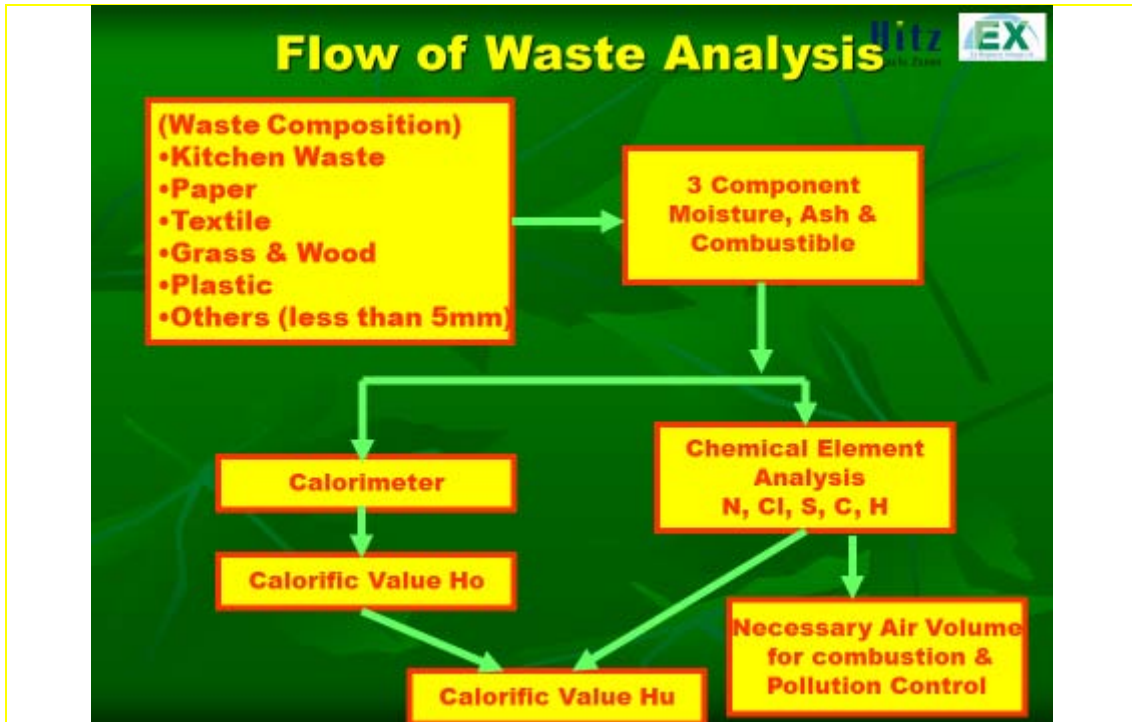 Flow of Waste Analysis
Hitz
EX
(Waste Composition)
•Kitchen Waste
•Paper
•Textile
•Grass & Wood
•Plastic
•Others (less than 5mm)
3 Component
Moisture, Ash &
Combustible
Calorimeter
Chemical Element
Analysis
N, Cl, S, C, H
Calorific Value Ho
Necessary Air Volume
for combustion &
Pollution Control
Calorific Value Hu